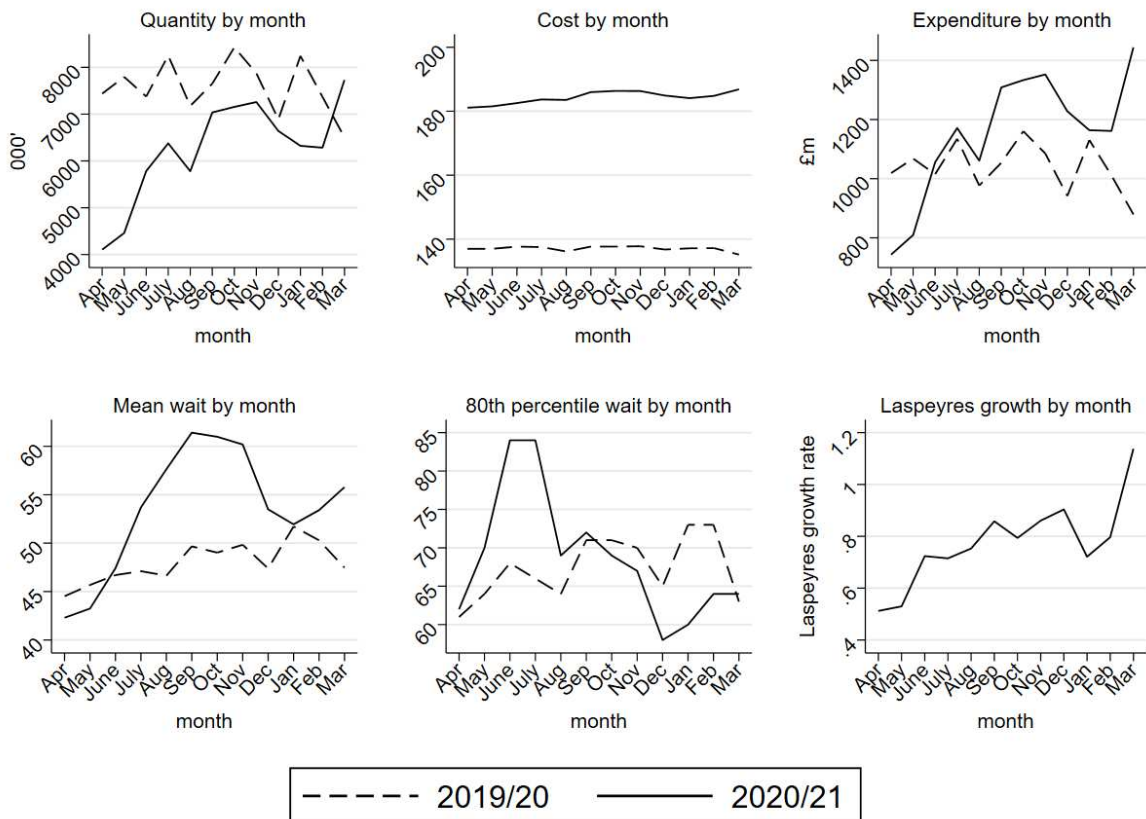 Quantity by month
000'
8000
7000
6000
5000
4000
Apr
May
June
July
Aug
Sep
Oct
Nov
Dec
Jan
Feb
Mar
month
Cost by month
200
180
160
140
Apr
May
June
July
Aug
Sep
Oct
Nov
Dec
Jan
Feb
Mar
month
Expenditure by month
£m
1400
1200
1000
800
Apr
May
June
July
Aug
Sep
Oct
Nov
Dec
Jan
Feb
Mar
month
Mean wait by month
60
55
50
45
40
Apr
May
June
July
Aug
Sep
Oct
Nov
Dec
Jan
Feb
Mar
month
80th percentile wait by month
85
80
75
70
65
60
Apr
May
June
July
Aug
Sep
Oct
Nov
Dec
Jan
Feb
Mar
month
Laspeyres growth by month
Laspeyres growth rate
1.2
1
.8
.6
.4
Apr
May
June
July
Aug
Sep
Oct
Nov
Dec
Jan
Feb
Mar
month
2019/20
2020/21